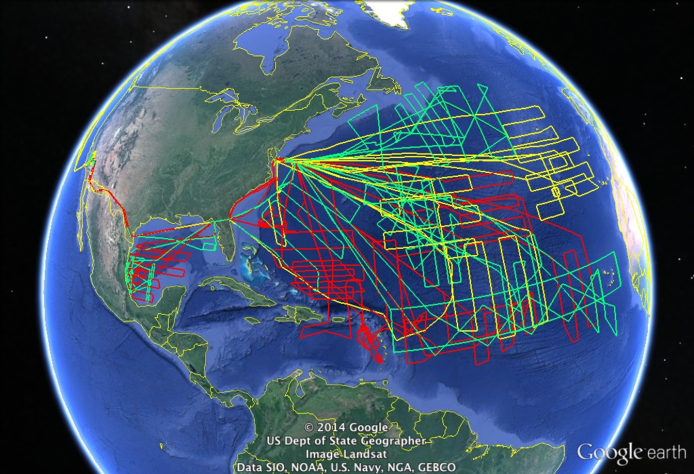 © 2014 Google
US Dept of State Geographer
Image Landsat
Data SIO, NOAA, U.S. Navy, NGA, GEBCO
Google earth